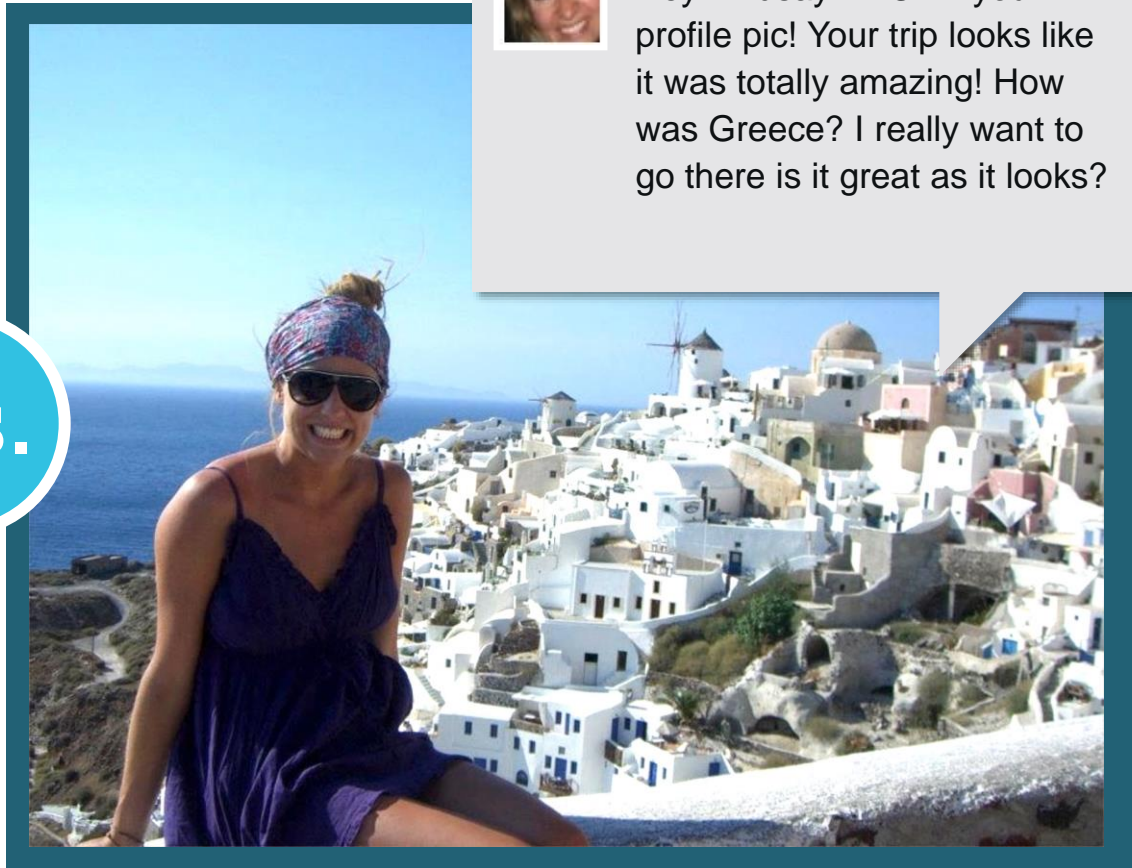 profile pic! Your trip looks like
it was totally amazing! How
was Greece? I really want to
go there is it great as it looks?